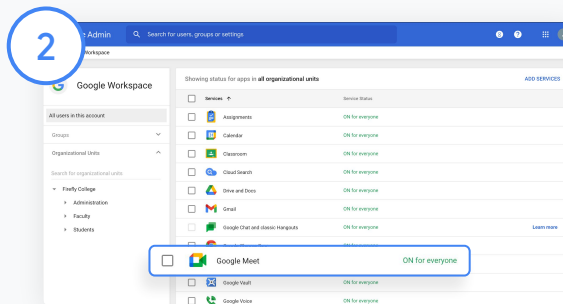 2
Admin
Search for users, groups or settings
Workspace
Google Workspace
Showing status for apps in all organizational units
ADD SERVICES
Services ↑
Service Status
All users in this account
Groups
Organizational Units
Search for organizational units
Firefly College
Administration
Faculty
Students
Assignments
ON for everyone
Calendar
ON for everyone
Classroom
ON for everyone
Cloud Search
ON for everyone
Drive and Docs
ON for everyone
Gmail
ON for everyone
Google Chat and classic Hangouts
ON for everyone
Learn more
Google Meet
ON for everyone
Google Vault
ON for everyone
Google Voice
ON for everyone